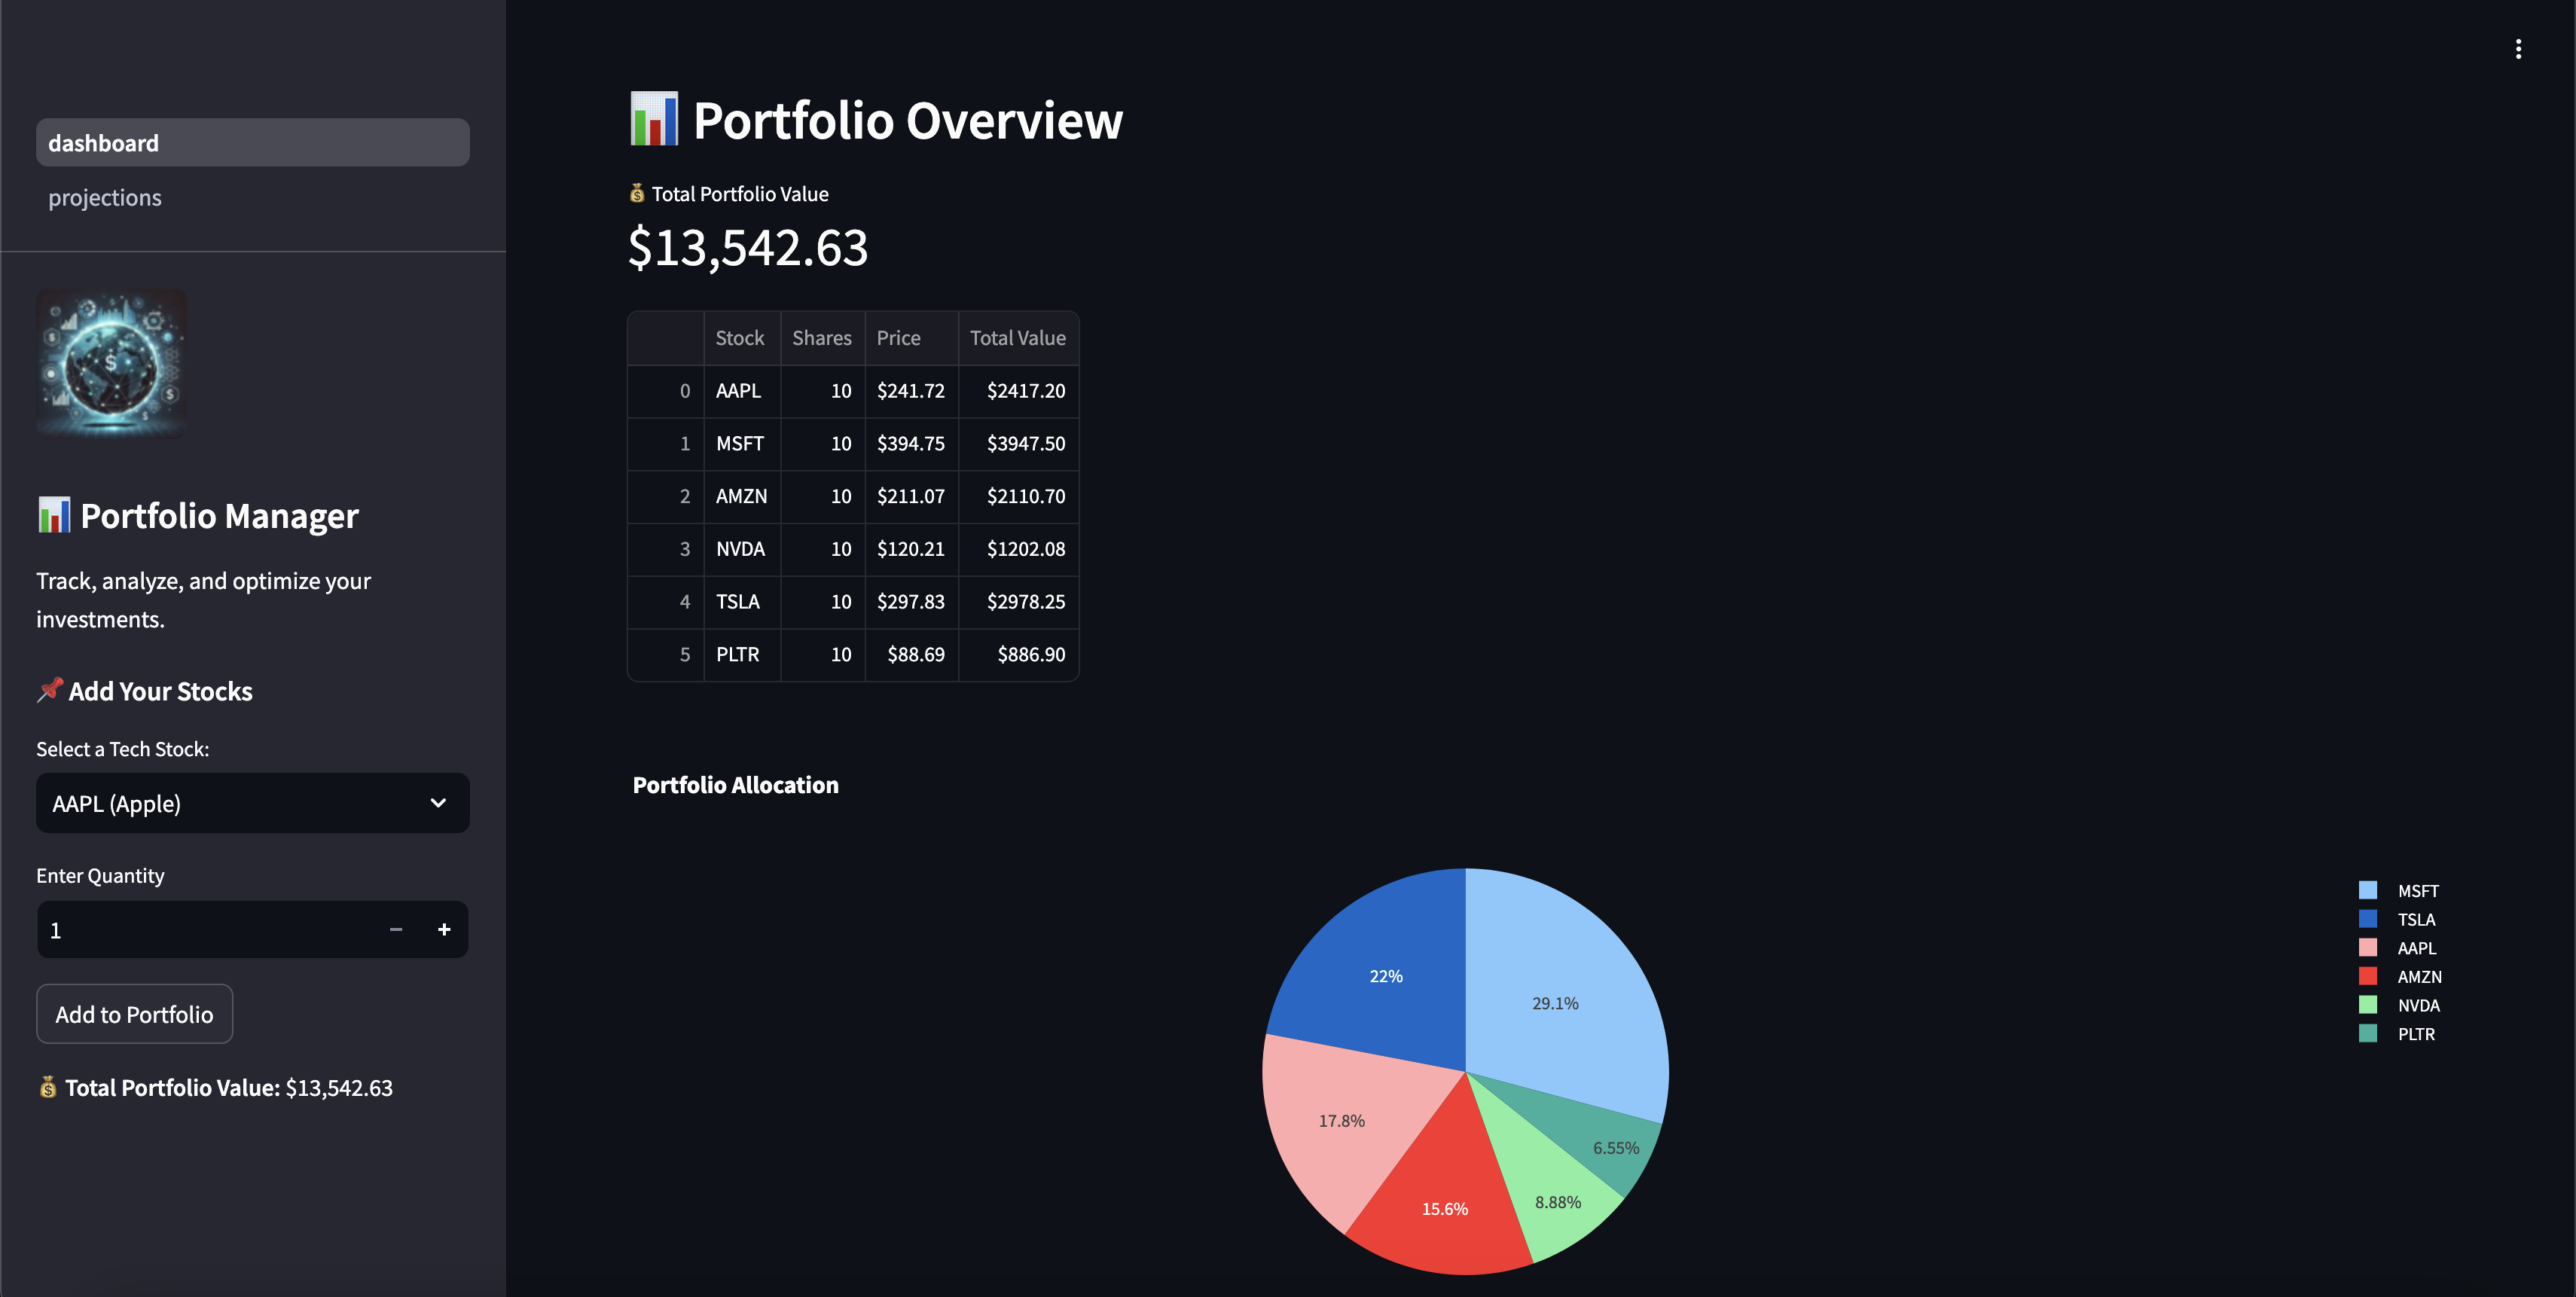 dashboard
projections
Portfolio Manager
Track, analyze, and optimize your
investments.
Add Your Stocks
Select a Tech Stock:
AAPL (Apple)
Enter Quantity
1
Add to Portfolio
Total Portfolio Value: $13,542.63
Portfolio Overview
Total Portfolio Value
$13,542.63
Stock Shares Price Total Value
0 AAPL 10 $241.72 $2417.20
1 MSFT 10 $394.75 $3947.50
2 AMZN 10 $211.07 $2110.70
3 NVDA 10 $120.21 $1202.08
4 TSLA 10 $297.83 $2978.25
5 PLTR 10 $88.69 $886.90
Portfolio Allocation
22%
29.1%
17.8%
6.55%
15.6%
8.88%
MSFT
TSLA
AAPL
AMZN
NVDA
PLTR